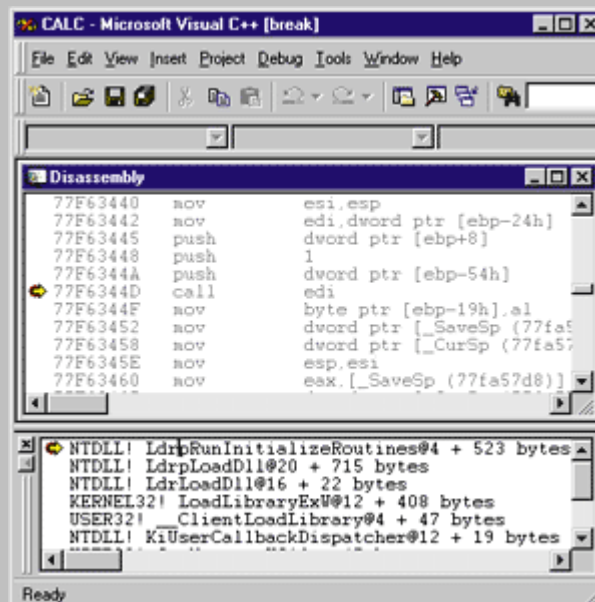 CALC - Microsoft Visual C++ [break]
File Edit View Insert Project Debug Tools Window Help
Disassembly
77F63440 mov esi,esp
77F63442 mov edi,dword ptr [ebp-24h]
77F63445 push dword ptr [ebp+8]
77F63448 push 1
77F6344A push dword ptr [ebp-54h]
77F6344D call edi
77F6344F mov byte ptr [ebp-19h],al
77F63452 mov dword ptr [_SaveSp (77fa5
77F63458 mov dword ptr [_CurSp (77fa57
77F6345E mov esp,esi
77F63460 mov eax,[_SaveSp (77fa57d8)]
NTDLL! LdrpRunInitializeRoutines@4 + 523 bytes
NTDLL! LdrpLoadDll@20 + 715 bytes
NTDLL! LdrLoadDll@16 + 22 bytes
KERNEL32! LoadLibraryExW@12 + 408 bytes
USER32! __ClientLoadLibrary@4 + 47 bytes
NTDLL! KiUserCallbackDispatcher@12 + 19 bytes
Ready